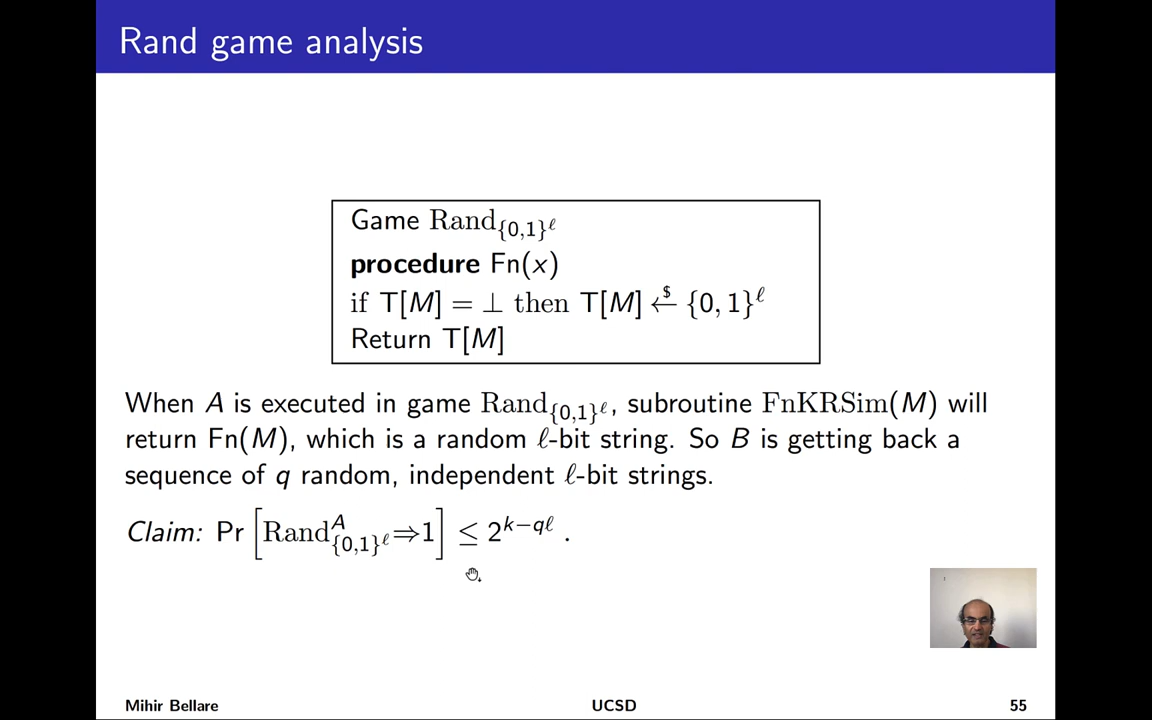 Rand game analysis
Game Rand_{{0,1}^ℓ}
procedure Fn(x)
if T[M] = ⊥ then T[M] ←$ {0, 1}^ℓ
Return T[M]
When A is executed in game Rand_{{0,1}^ℓ}, subroutine FnKRSim(M) will
return Fn(M), which is a random ℓ-bit string. So B is getting back a
sequence of q random, independent ℓ-bit strings.
Claim: Pr [Rand^A_{{0,1}^ℓ}⇒1] ≤ 2^{k−qℓ} .
Mihir Bellare UCSD 55